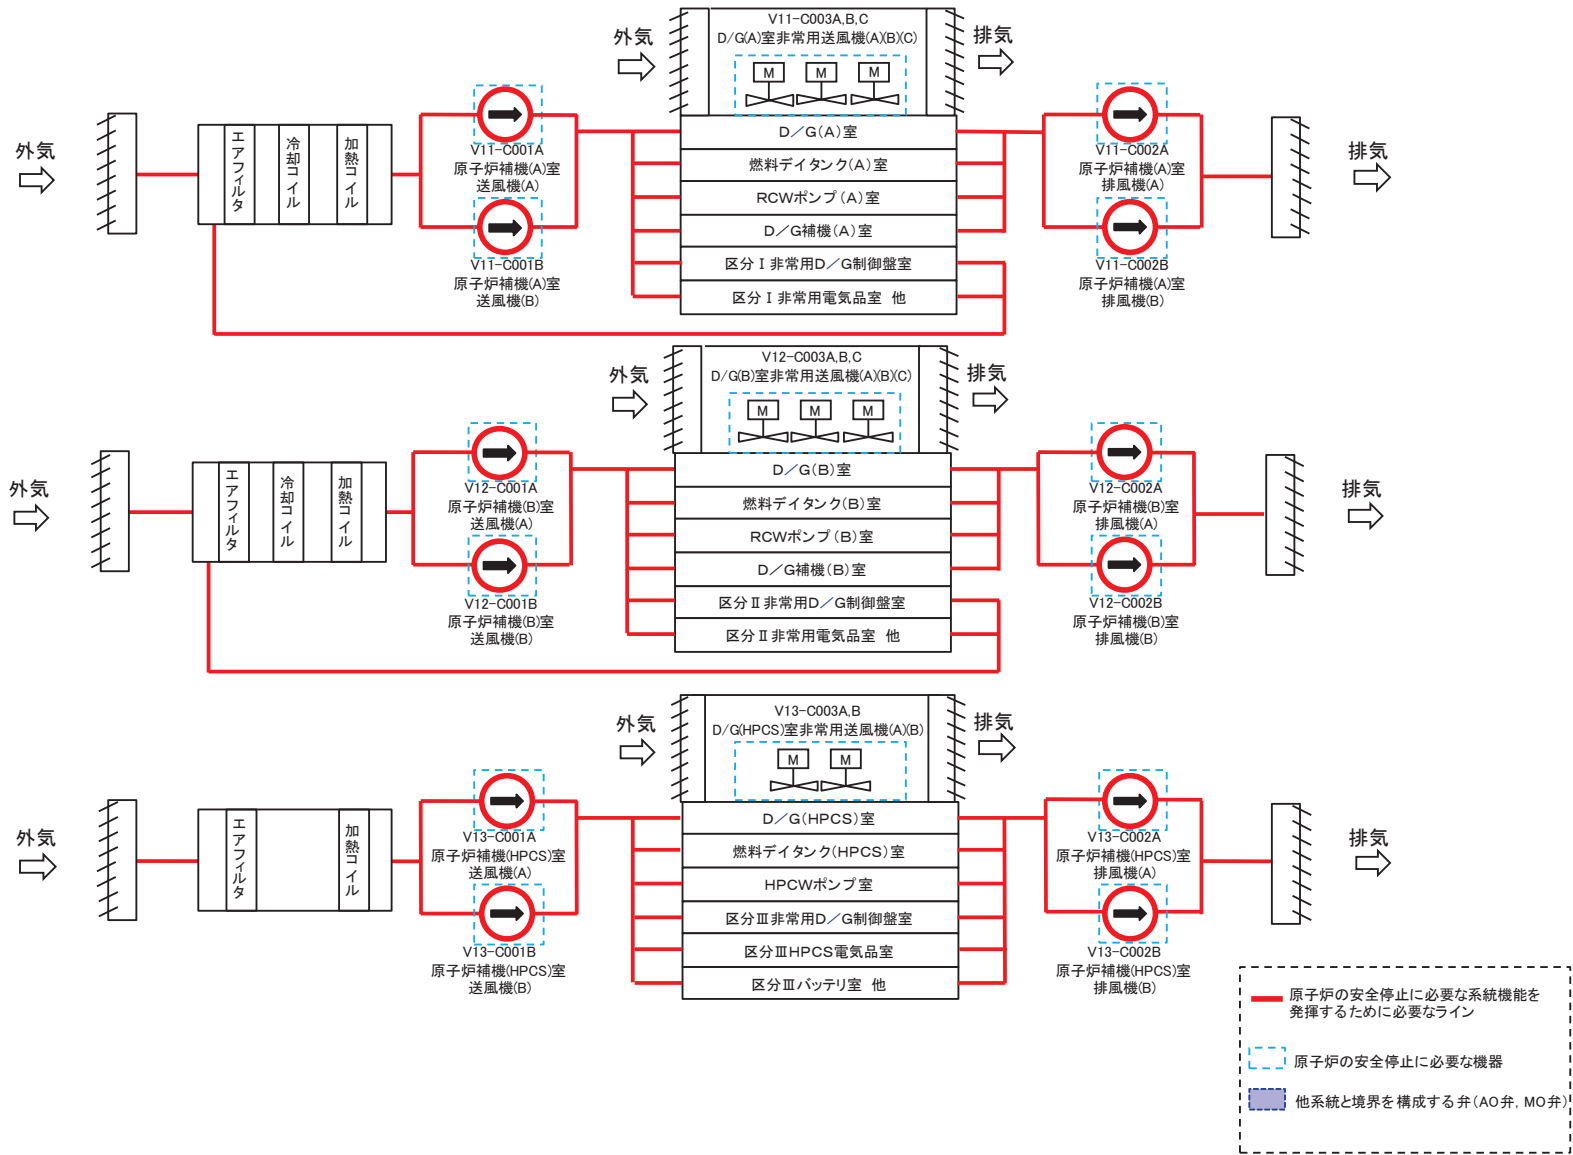 V11-C003A,B,C
D/G(A)室非常用送風機(A)(B)(C)
外気
排気
M
M
M
外気
エアフィルタ
冷却コイル
加熱コイル
V11-C001A
原子炉補機(A)室
送風機(A)
V11-C001B
原子炉補機(A)室
送風機(B)
D/G(A)室
燃料デイタンク(A)室
RCWポンプ(A)室
D/G補機(A)室
区分Ⅰ非常用D/G制御盤室
区分Ⅰ非常用電気品室 他
V11-C002A
原子炉補機(A)室
排風機(A)
V11-C002B
原子炉補機(A)室
排風機(B)
排気
V12-C003A,B,C
D/G(B)室非常用送風機(A)(B)(C)
外気
排気
M
M
M
外気
エアフィルタ
冷却コイル
加熱コイル
V12-C001A
原子炉補機(B)室
送風機(A)
V12-C001B
原子炉補機(B)室
送風機(B)
D/G(B)室
燃料デイタンク(B)室
RCWポンプ(B)室
D/G補機(B)室
区分Ⅱ非常用D/G制御盤室
区分Ⅱ非常用電気品室 他
V12-C002A
原子炉補機(B)室
排風機(A)
V12-C002B
原子炉補機(B)室
排風機(B)
排気
V13-C003A,B
D/G(HPCS)室非常用送風機(A)(B)
外気
排気
M
M
外気
エアフィルタ
加熱コイル
V13-C001A
原子炉補機(HPCS)室
送風機(A)
V13-C001B
原子炉補機(HPCS)室
送風機(B)
D/G(HPCS)室
燃料デイタンク(HPCS)室
HPCWポンプ室
区分Ⅲ非常用D/G制御盤室
区分ⅢHPCS電気品室
区分Ⅲバッテリ室 他
V13-C002A
原子炉補機(HPCS)室
排風機(A)
V13-C002B
原子炉補機(HPCS)室
排風機(B)
排気
原子炉の安全停止に必要な系統機能を
発揮するために必要なライン
原子炉の安全停止に必要な機器
他系統と境界を構成する弁(AO弁, MO弁)